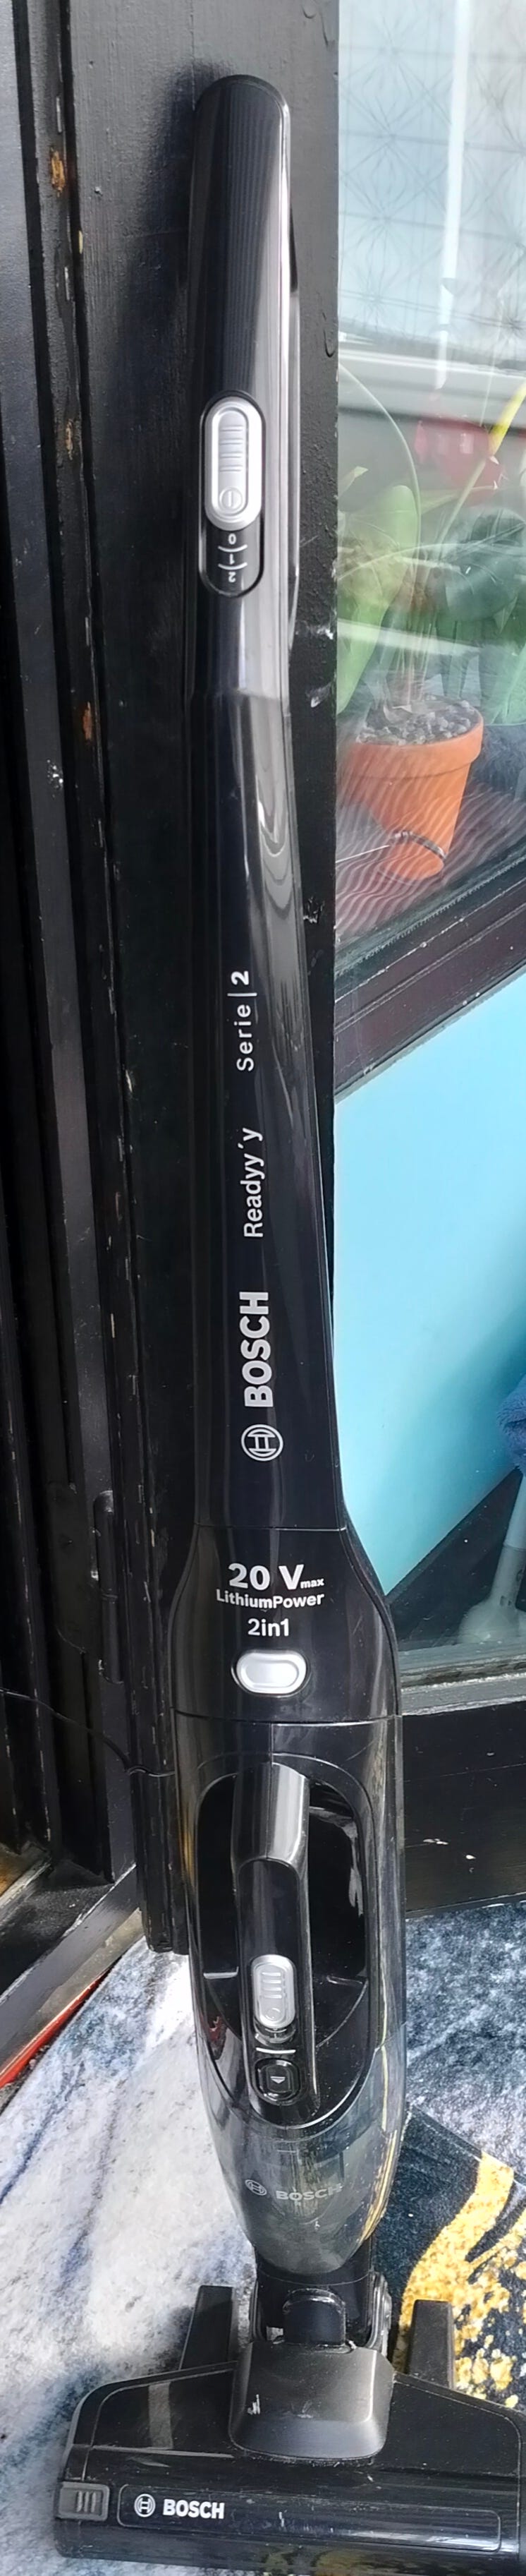 0
1
2
Serie | 2
Readyy'y
BOSCH
20 Vmax
LithiumPower
2in1
BOSCH
BOSCH